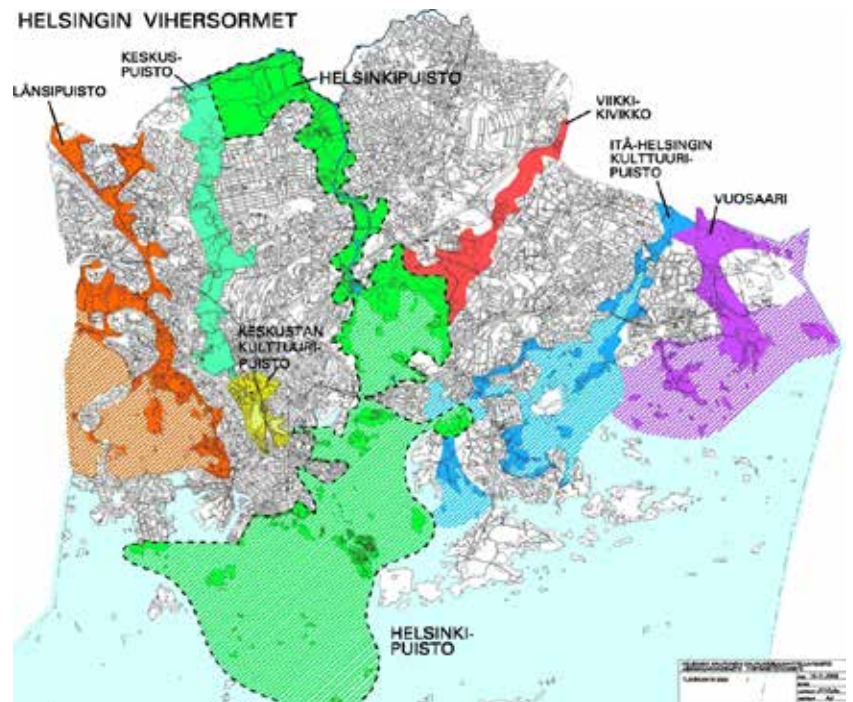 HELSINGIN VIHERSORMET
KESKUS-
PUISTO
HELSINKIPUISTO
LÄNSIPUISTO
VIIKKI-
KIVIKKO
ITÄ-HELSINGIN
KULTTUURI-
PUISTO
VUOSAARI
KESKUSTAN
KULTTUURI-
PUISTO
HELSINKI-
PUISTO